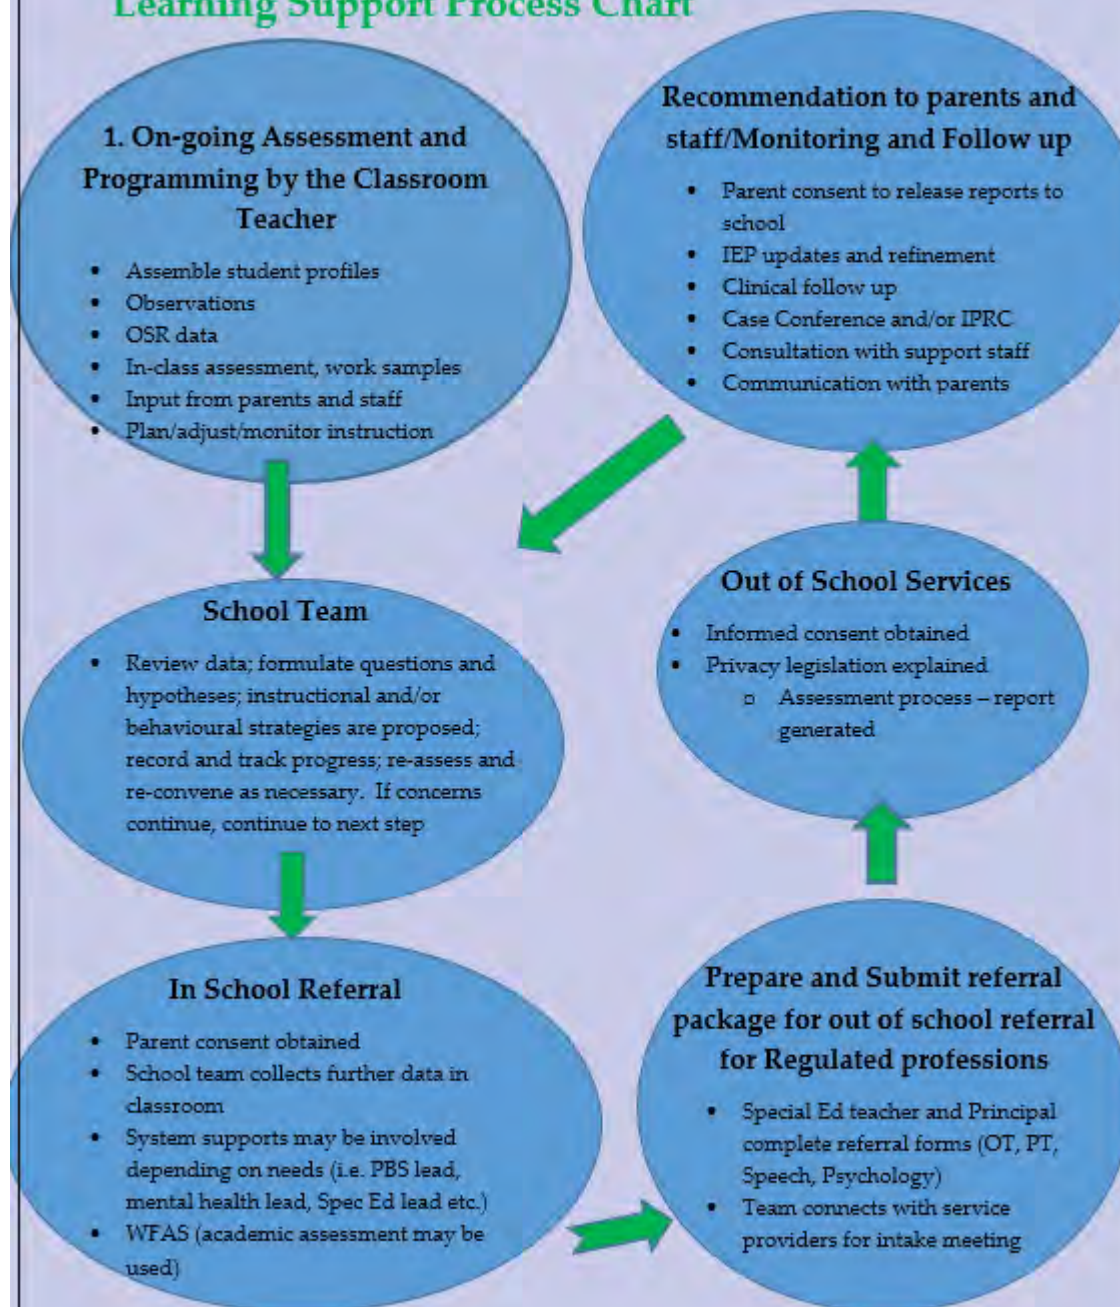 Learning Support Process Chart
1. On-going Assessment and
Programming by the Classroom
Teacher
• Assemble student profiles
• Observations
• OSR data
• In-class assessment, work samples
• Input from parents and staff
• Plan/adjust/monitor instruction
School Team
• Review data; formulate questions and
hypotheses; instructional and/or
behavioural strategies are proposed;
record and track progress; re-assess and
re-convene as necessary. If concerns
continue, continue to next step
In School Referral
• Parent consent obtained
• School team collects further data in
classroom
• System supports may be involved
depending on needs (i.e. PBS lead,
mental health lead, Spec Ed lead etc.)
• WFAS (academic assessment may be
used)
Prepare and Submit referral
package for out of school referral
for Regulated professions
• Special Ed teacher and Principal
complete referral forms (OT, PT,
Speech, Psychology)
• Team connects with service
providers for intake meeting
Out of School Services
• Informed consent obtained
• Privacy legislation explained
o Assessment process – report
generated
Recommendation to parents and
staff/Monitoring and Follow up
• Parent consent to release reports to
school
• IEP updates and refinement
• Clinical follow up
• Case Conference and/or IPRC
• Consultation with support staff
• Communication with parents